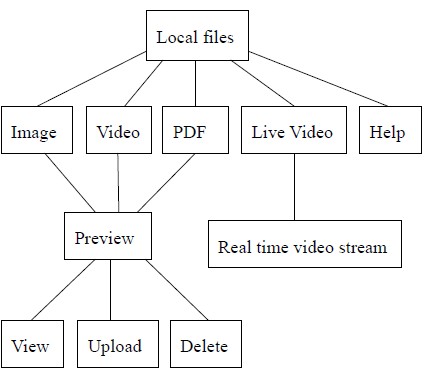 Local files
Image
Video
PDF
Live Video
Help
Preview
Real time video stream
View
Upload
Delete